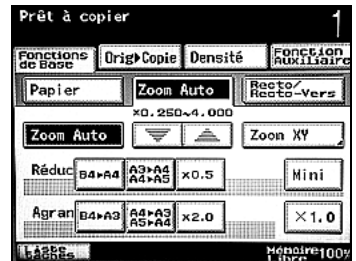 Prêt à copier 1
Fonctions de Base
Orig▸Copie
Densité
Fonction Auxiliaire
Papier
Zoom Auto
Recto/ Recto-Vers
×0.250~4.000
Zoom Auto
Zoom XY
Réduc
B4▸A4
A3▸A4
A4▸A5
×0.5
Mini
Agran
B4▸A3
A4▸A3
A5▸A4
×2.0
×1.0
Liste tâches
Mémoire Libre 100%